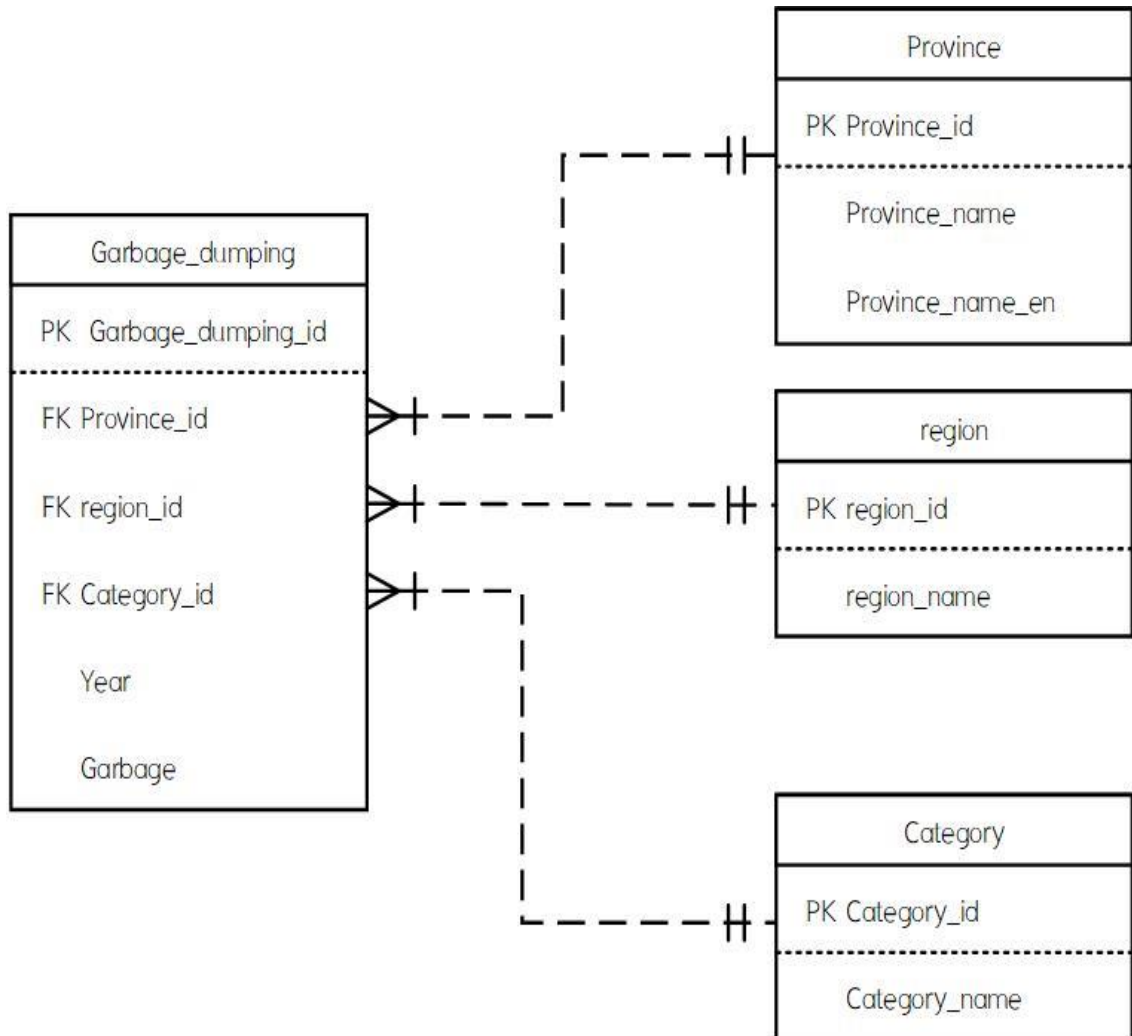 Garbage_dumping
PK Garbage_dumping_id
FK Province_id
FK region_id
FK Category_id
Year
Garbage
Province
PK Province_id
Province_name
Province_name_en
region
PK region_id
region_name
Category
PK Category_id
Category_name